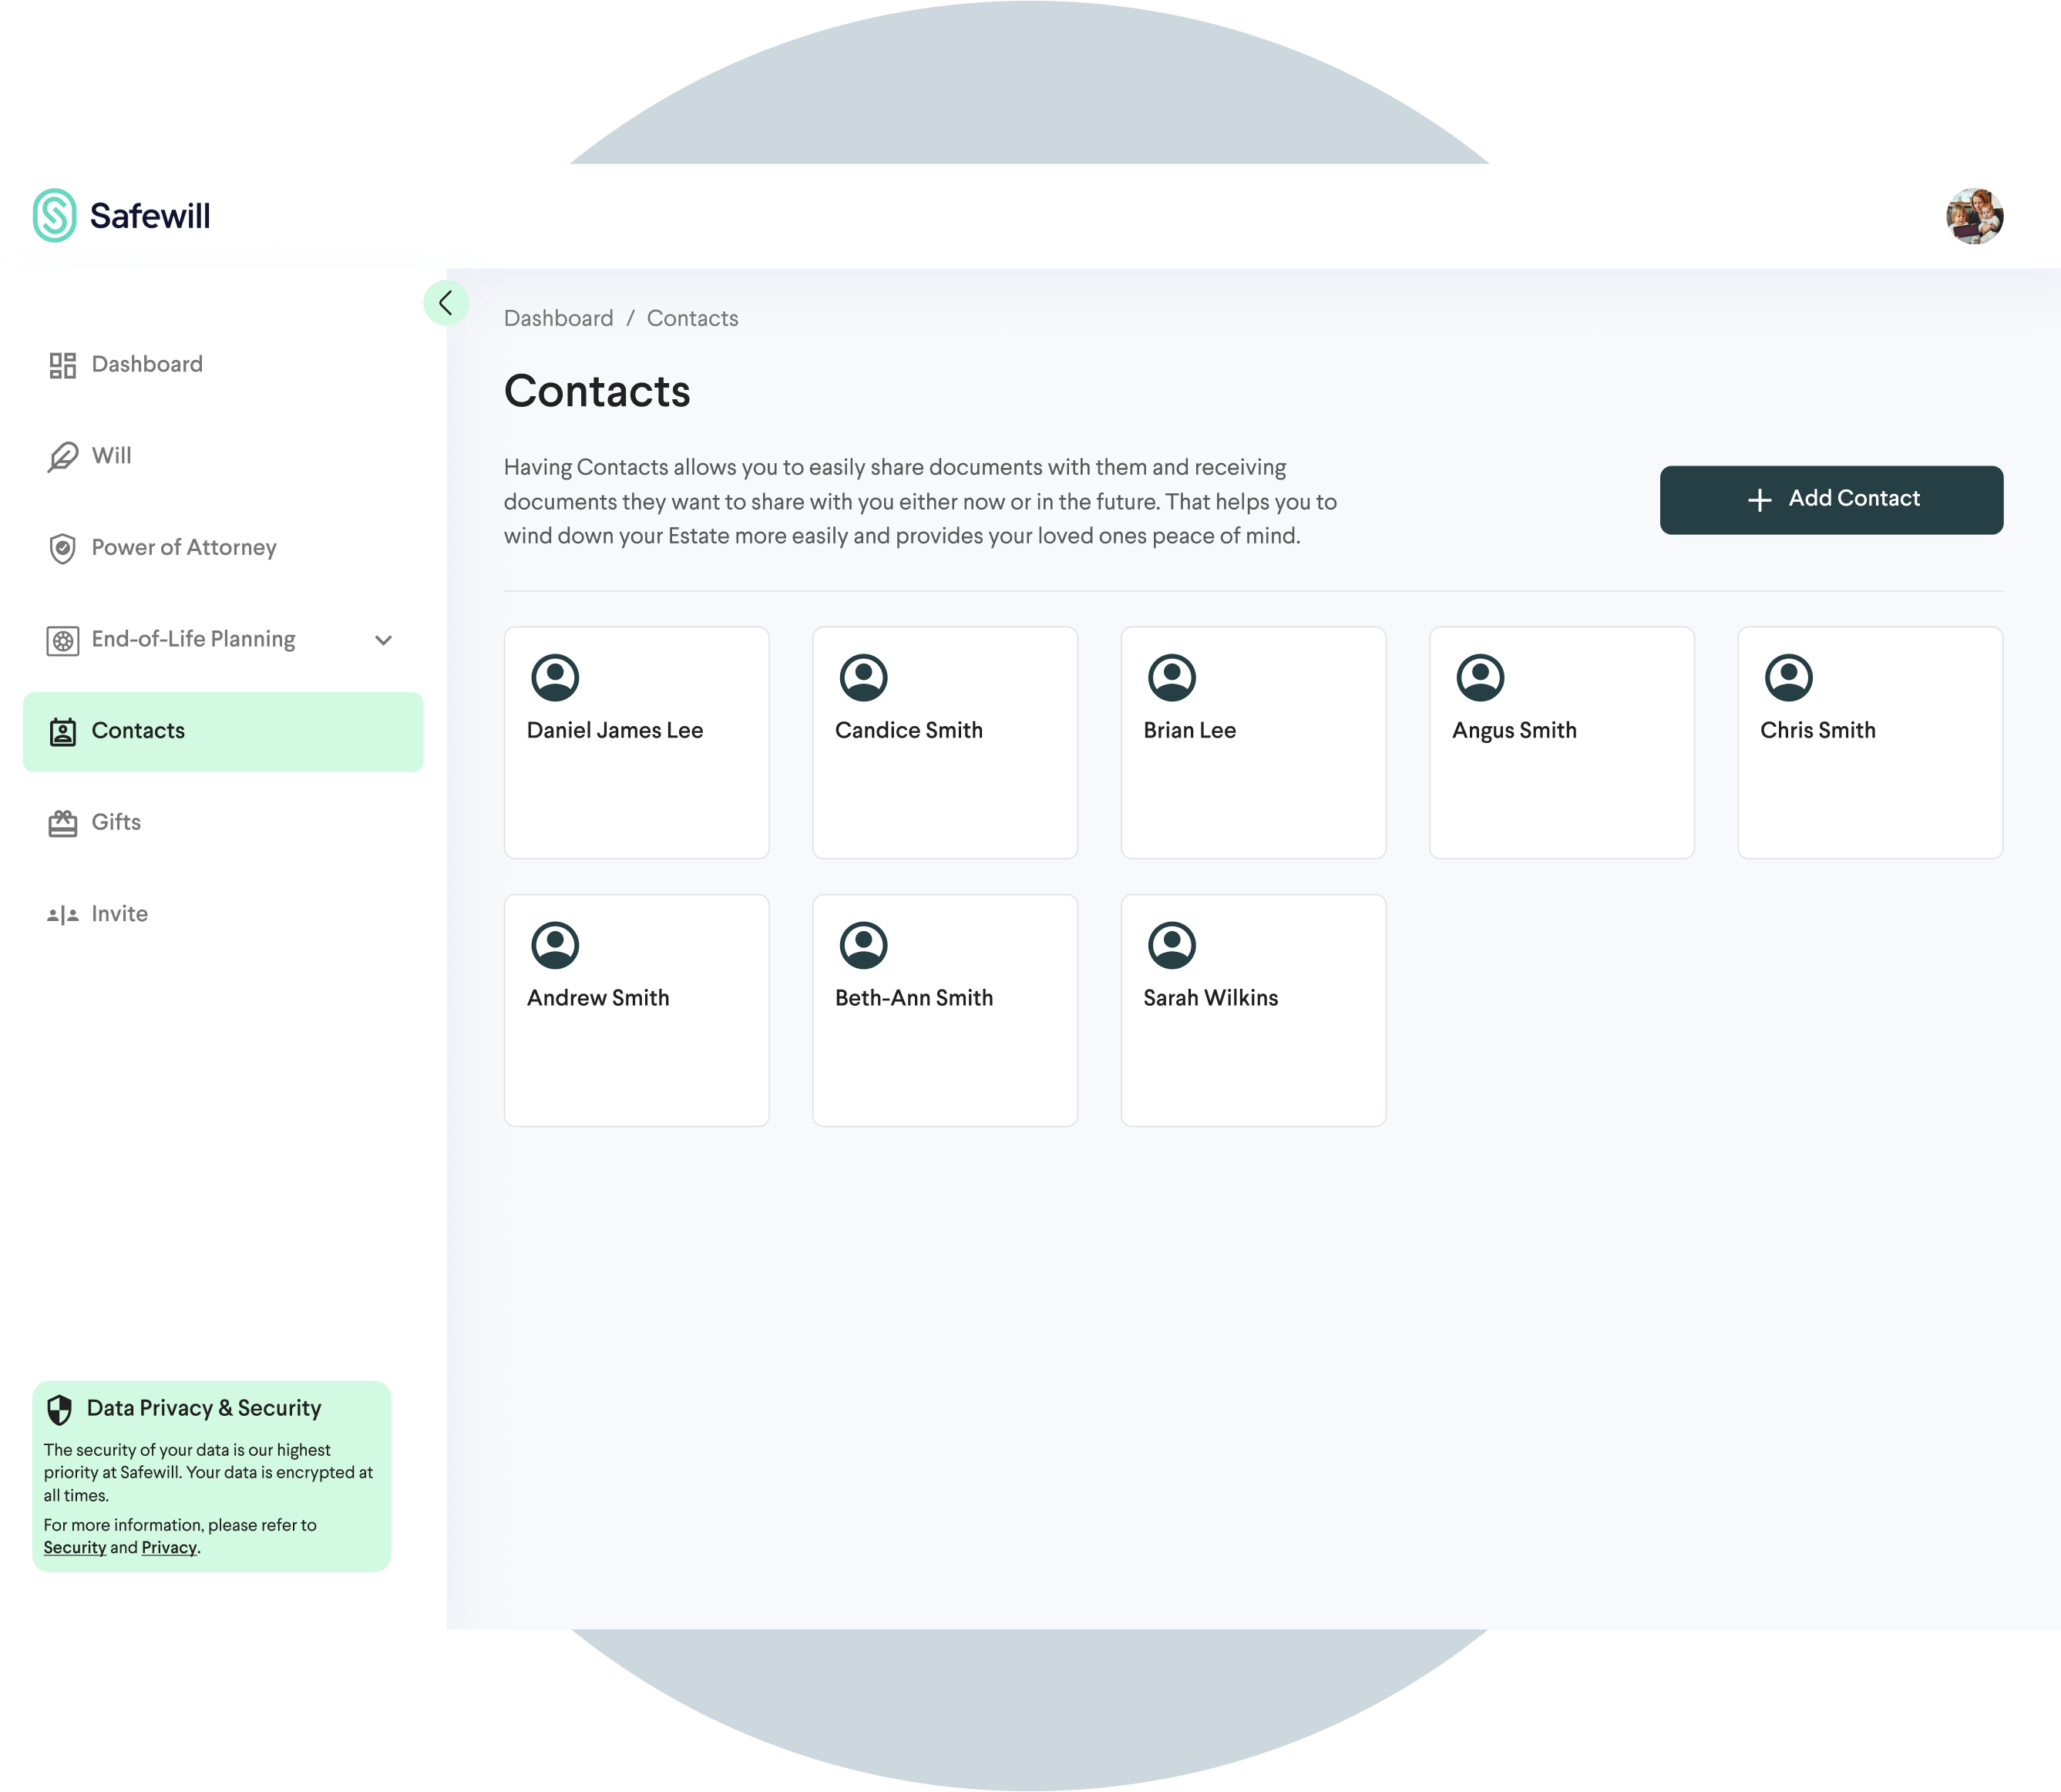 Safewill
Dashboard
Will
Power of Attorney
End-of-Life Planning
Contacts
Gifts
Invite
Data Privacy & Security
The security of your data is our highest
priority at Safewill. Your data is encrypted at
all times.
For more information, please refer to
Security and Privacy.
Dashboard / Contacts
Contacts
Having Contacts allows you to easily share documents with them and receiving
documents they want to share with you either now or in the future. That helps you to
wind down your Estate more easily and provides your loved ones peace of mind.
Add Contact
Daniel James Lee
Candice Smith
Brian Lee
Angus Smith
Chris Smith
Andrew Smith
Beth-Ann Smith
Sarah Wilkins